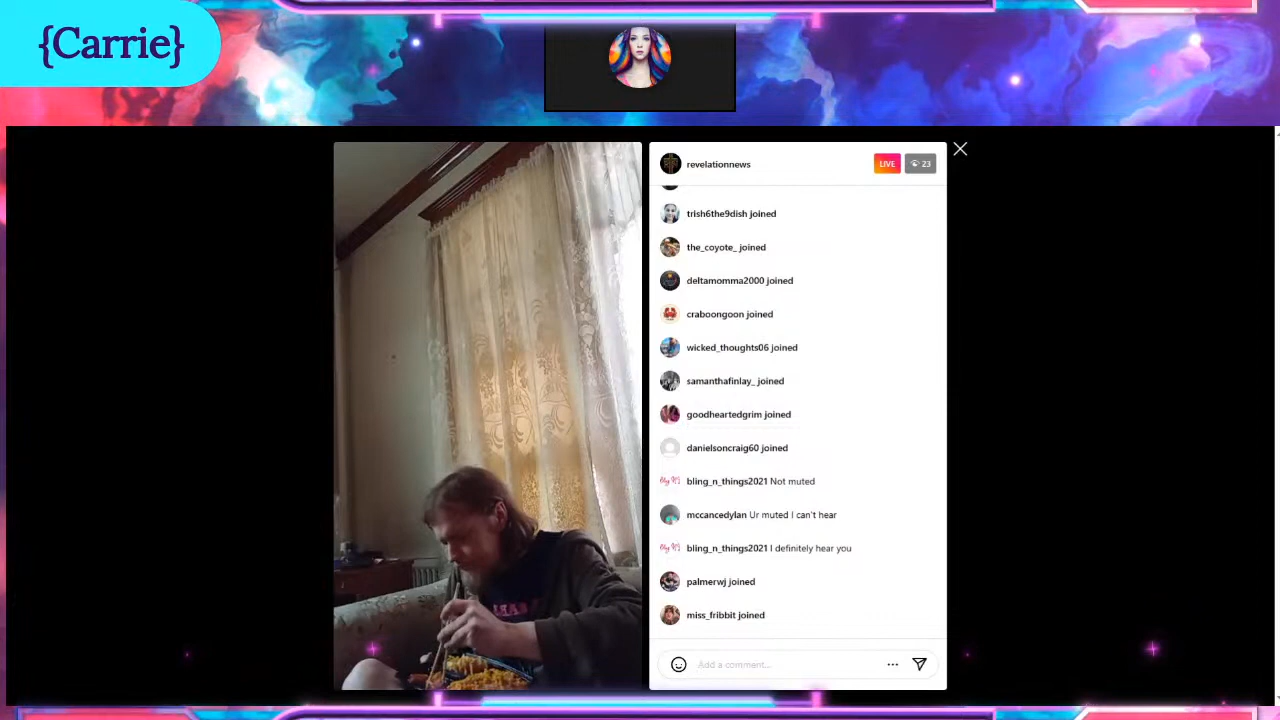 {Carrie}
revelationnews
LIVE
23
trish6the9dish joined
the_coyote_ joined
deltamomma2000 joined
craboongoon joined
wicked_thoughts06 joined
samanthafinlay_ joined
goodheartedgrim joined
danielsoncraig60 joined
bling_n_things2021 Not muted
mccancedylan Ur muted I can't hear
bling_n_things2021 I definitely hear you
palmerwj joined
miss_fribbit joined
Add a comment...